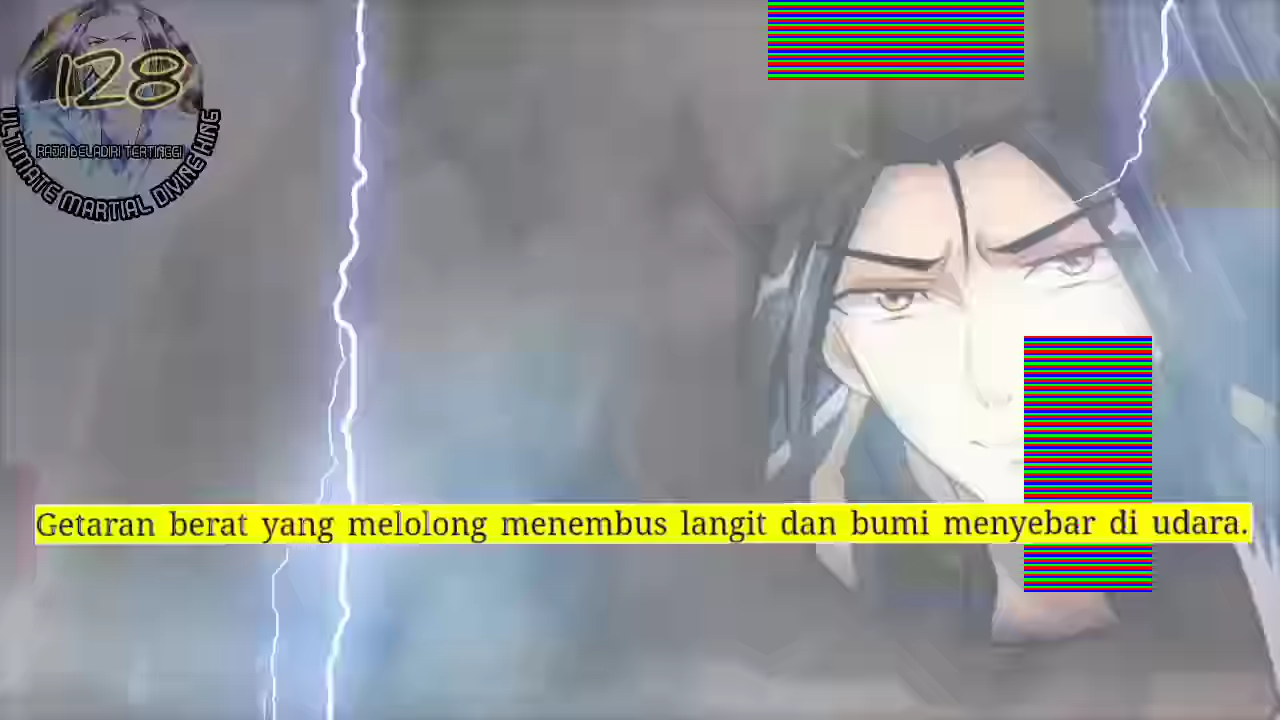 128
RAJA BELADIRI TERTINGGI
ULTIMATE MARTIAL DIVINE KING
Getaran berat yang melolong menembus langit dan bumi menyebar di udara.